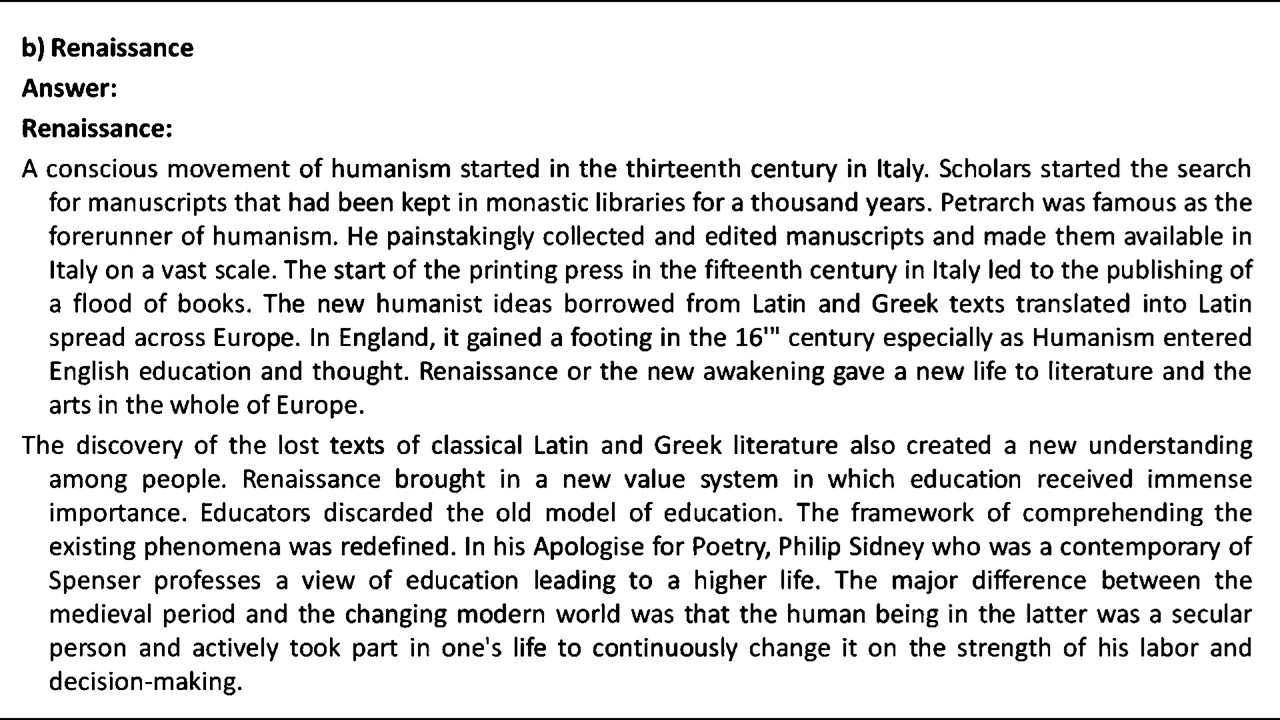 b) Renaissance
Answer:
Renaissance:
A conscious movement of humanism started in the thirteenth century in Italy. Scholars started the search
for manuscripts that had been kept in monastic libraries for a thousand years. Petrarch was famous as the
forerunner of humanism. He painstakingly collected and edited manuscripts and made them available in
Italy on a vast scale. The start of the printing press in the fifteenth century in Italy led to the publishing of
a flood of books. The new humanist ideas borrowed from Latin and Greek texts translated into Latin
spread across Europe. In England, it gained a footing in the 16'" century especially as Humanism entered
English education and thought. Renaissance or the new awakening gave a new life to literature and the
arts in the whole of Europe.
The discovery of the lost texts of classical Latin and Greek literature also created a new understanding
among people. Renaissance brought in a new value system in which education received immense
importance. Educators discarded the old model of education. The framework of comprehending the
existing phenomena was redefined. In his Apologise for Poetry, Philip Sidney who was a contemporary of
Spenser professes a view of education leading to a higher life. The major difference between the
medieval period and the changing modern world was that the human being in the latter was a secular
person and actively took part in one's life to continuously change it on the strength of his labor and
decision-making.